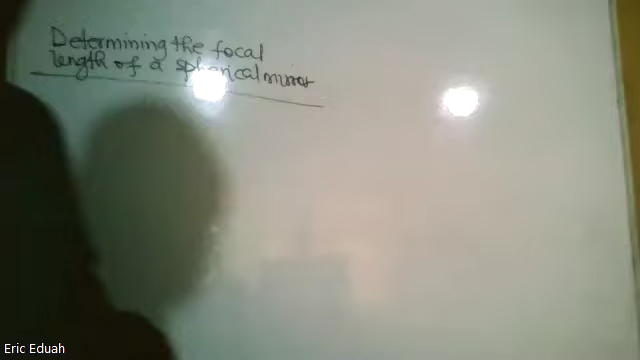 Determining the focal
length of a spherical mirror
Eric Eduah